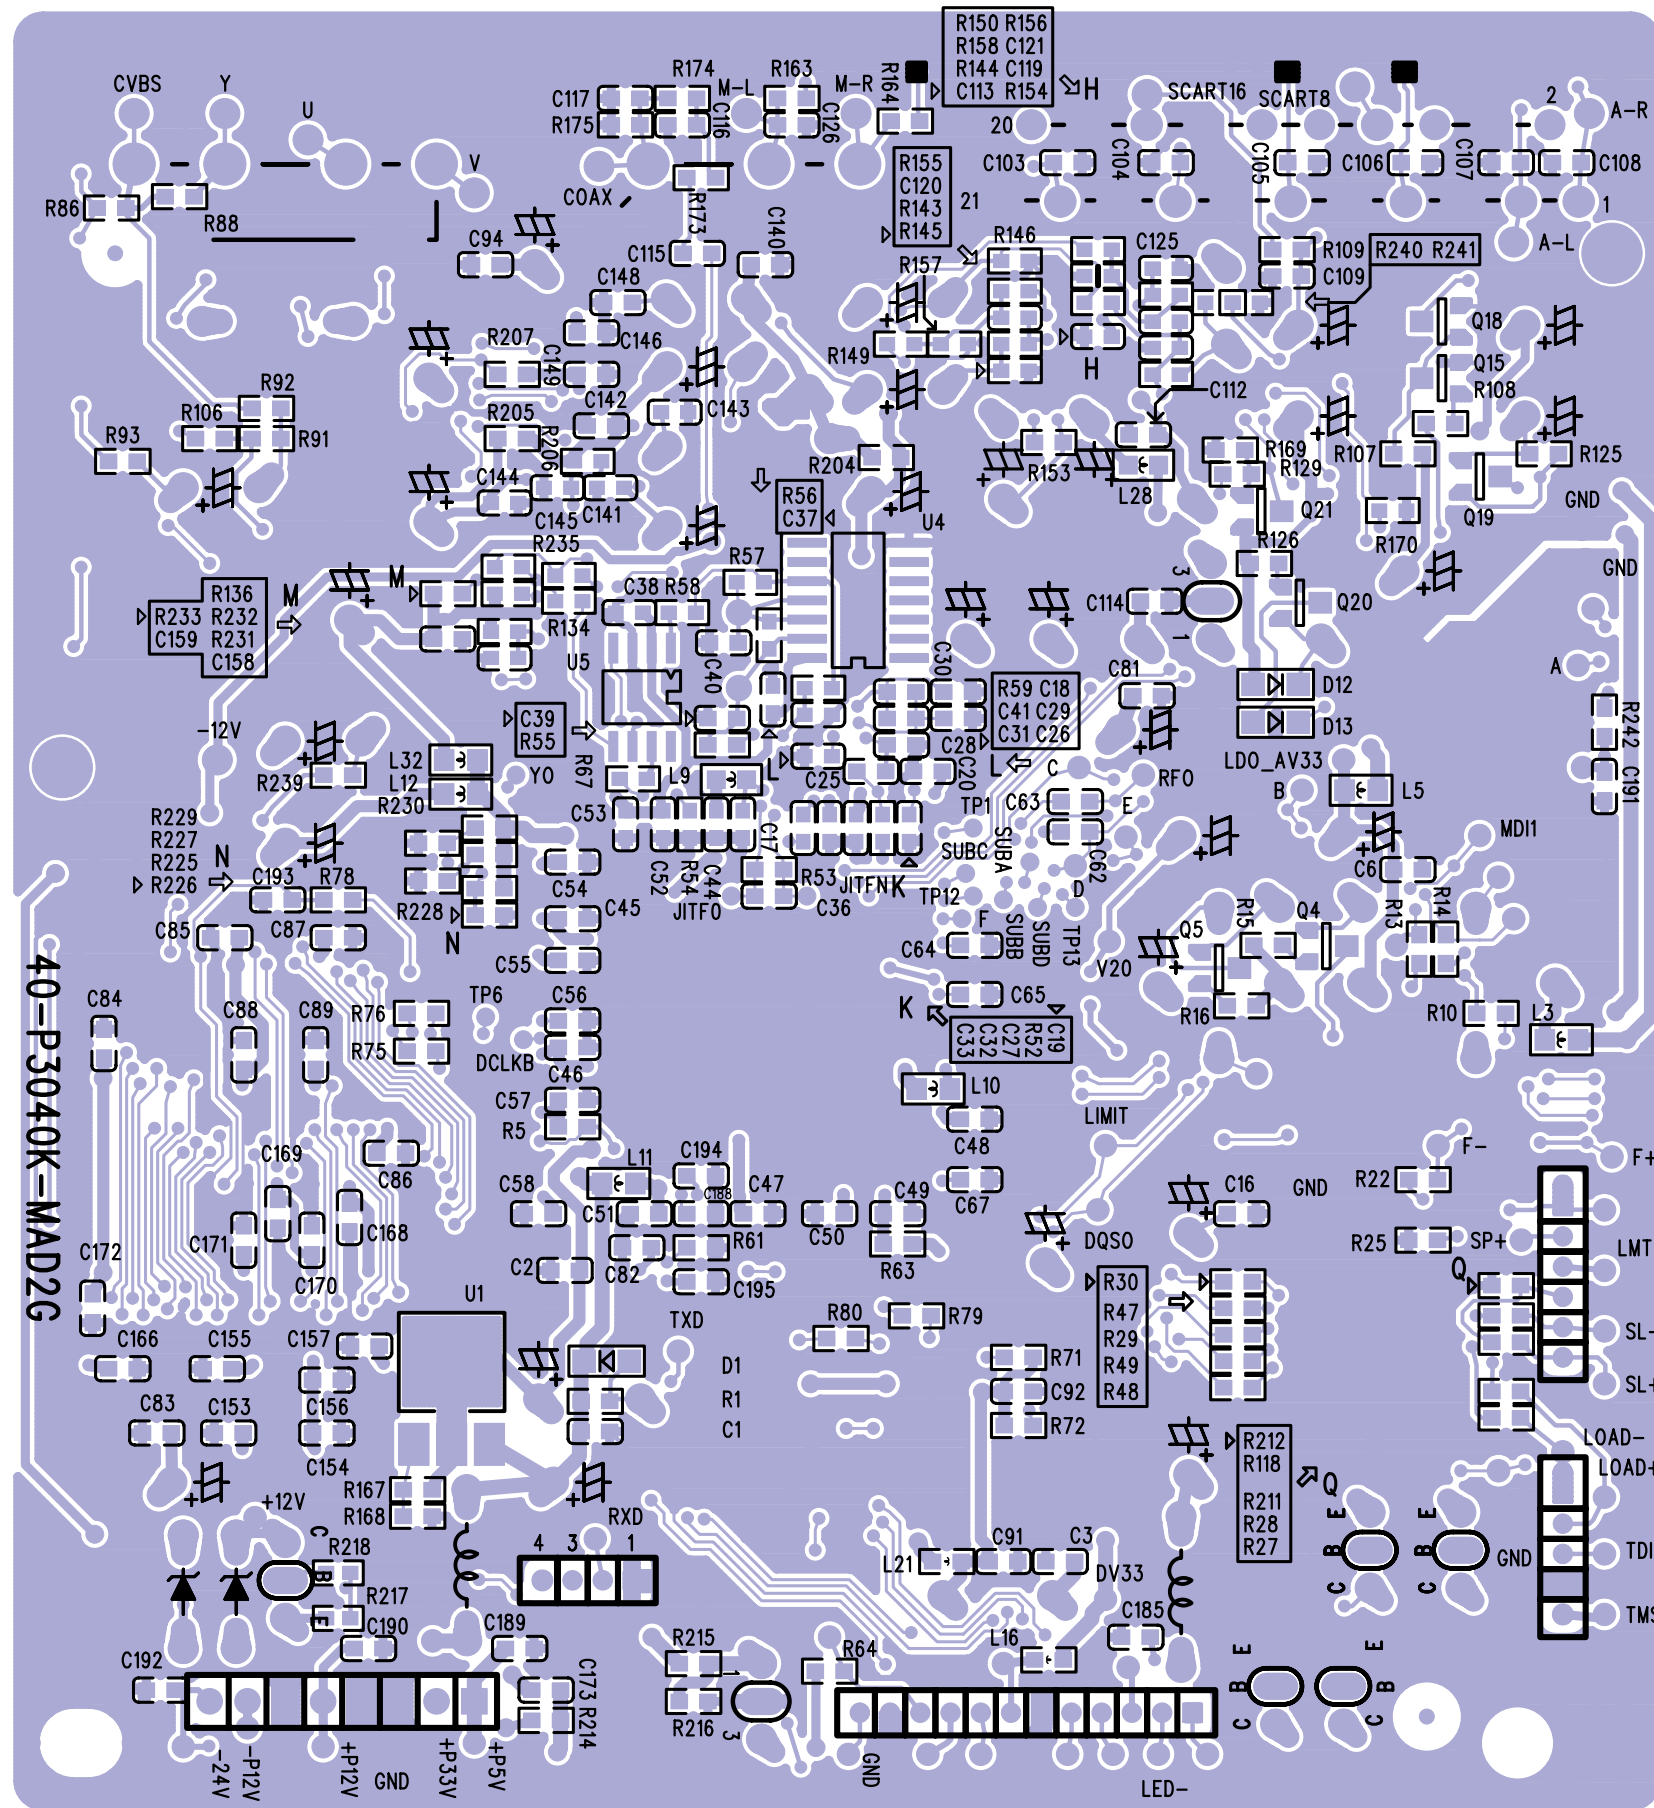 R150 R156
R158 C121
R144 C119
C113 R154
H
CVBS
Y
U
V
R174
R163
M-L
M-R
R164
C117
R175
C116
C126
SCART16
SCART8
2
A-R
20
C103
C104
C105
C106
C107
C108
R86
R88
COAX
R173
C140
R155
C120
R143
R145
21
1
A-L
C94
C115
R146
C125
R109
C109
R240 R241
R157
C148
C146
R149
H
Q18
Q15
R108
R207
C149
C142
C143
C112
R92
R106
R91
R93
R205
R206
R204
R153
L28
R169
R129
R107
R125
C144
C145
C141
R56
C37
U4
Q21
Q19
GND
R170
R126
R235
R57
GND
R136
R233 R232
C159 R231
C158
M
M
R134
C38
R58
C114
3
1
Q20
U5
C40
C30
R59 C18
C41 C29
C31 C26
C81
A
D12
D13
R242
-12V
C39
R55
L32
L12
R239
R230
Y0
R67
L9
L
C25
C28
C20
L
C
RF0
LDO_AV33
B
L5
C191
TP1
C63
E
MDI1
R229
R227
R225
R226
N
C53
C52
R54
C44
C17
SUBC
SUBA
C62
C6
C193
R78
R228
N
C54
C45
JITF0
R53
C36
JITFN
K
TP12
D
F
SUBB
SUBD
TP13
V20
R15
Q4
Q5
R13
R14
C85
C87
C55
C64
40-P3040K-MAD2G
C84
C88
C89
R76
R75
TP6
DCLKB
C56
C65
K
C33
C32
C27
R52
C19
R16
R10
L3
C46
C57
R5
L10
C48
LIMIT
C169
C86
L11
C194
C188
C47
C49
C67
F-
F+
R22
C58
C51
C16
GND
C172
C171
C170
C168
C2
C82
R61
C195
C50
R63
DQS0
R25
SP+
LMT
Q
U1
R30
R47
R29
R49
R48
SL-
SL+
C166
C155
C157
TXD
R80
R79
D1
R1
C1
R71
C92
R72
C83
C153
C156
C154
R212
R118
R211
R28
R27
Q
LOAD-
LOAD+
R167
R168
+12V
RXD
C
B
E
R218
R217
C190
4
3
1
L21
C91
C3
DV33
E
B
C
E
B
C
GND
TDI
TMS
C189
C185
R215
R216
1
3
R64
L16
C192
C173
R214
E
B
C
E
B
C
-24V
-P12V
+P12V
GND
+P33V
+P5V
GND
LED-